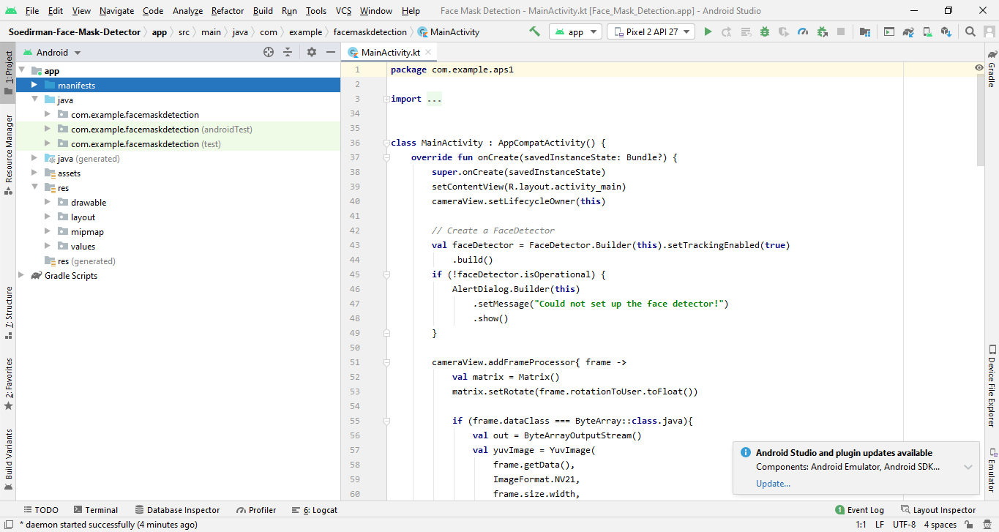 File Edit View Navigate Code Analyze Refactor Build Run Tools VCS Window Help Face Mask Detection - MainActivity.kt [Face_Mask_Detection.app] - Android Studio
Soedirman-Face-Mask-Detector app src main java com example facemaskdetection MainActivity app Pixel 2 API 27
Android
MainActivity.kt
1: Project
Resource Manager
7: Structure
2: Favorites
Build Variants
app
manifests
java
com.example.facemaskdetection
com.example.facemaskdetection (androidTest)
com.example.facemaskdetection (test)
java (generated)
assets
res
drawable
layout
mipmap
values
res (generated)
Gradle Scripts
1 package com.example.aps1
2
3 import ...
34
35
36 class MainActivity : AppCompatActivity() {
37 override fun onCreate(savedInstanceState: Bundle?) {
38 super.onCreate(savedInstanceState)
39 setContentView(R.layout.activity_main)
40 cameraView.setLifecycleOwner(this)
41
42 // Create a FaceDetector
43 val faceDetector = FaceDetector.Builder(this).setTrackingEnabled(true)
44 .build()
45 if (!faceDetector.isOperational) {
46 AlertDialog.Builder(this)
47 .setMessage("Could not set up the face detector!")
48 .show()
49 }
50
51 cameraView.addFrameProcessor{ frame ->
52 val matrix = Matrix()
53 matrix.setRotate(frame.rotationToUser.toFloat())
54
55 if (frame.dataClass === ByteArray::class.java){
56 val out = ByteArrayOutputStream()
57 val yuvImage = YuvImage(
58 frame.getData(),
59 ImageFormat.NV21,
60 frame.size.width,
Gradle
Device File Explorer
Emulator
Android Studio and plugin updates available
Components: Android Emulator, Android SDK...
Update...
TODO Terminal Database Inspector Profiler 6: Logcat 1 Event Log Layout Inspector
* daemon started successfully (4 minutes ago) 1:1 LF UTF-8 4 spaces